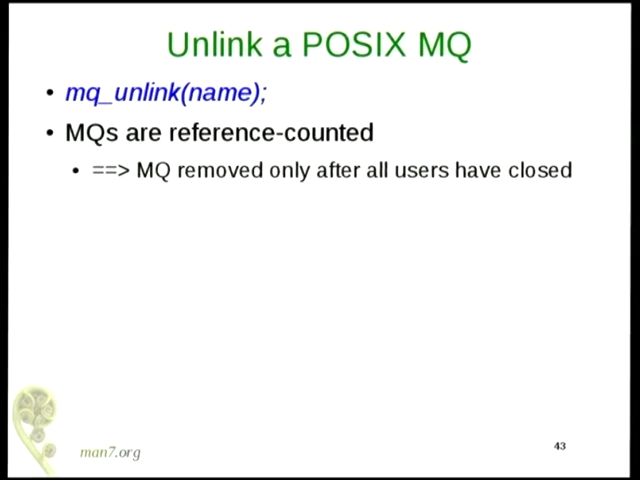 Unlink a POSIX MQ
• mq_unlink(name);
• MQs are reference-counted
• ==> MQ removed only after all users have closed
man7.org
43